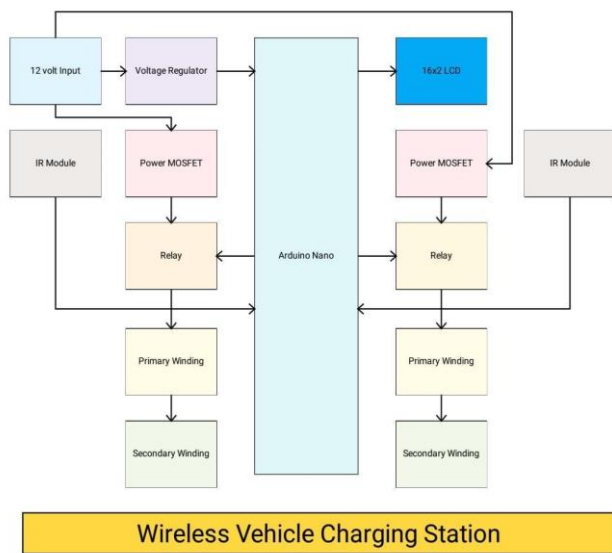 12 volt Input
Voltage Regulator
16x2 LCD
IR Module
Power MOSFET
Power MOSFET
IR Module
Relay
Arduino Nano
Relay
Primary Winding
Primary Winding
Secondary Winding
Secondary Winding
Wireless Vehicle Charging Station